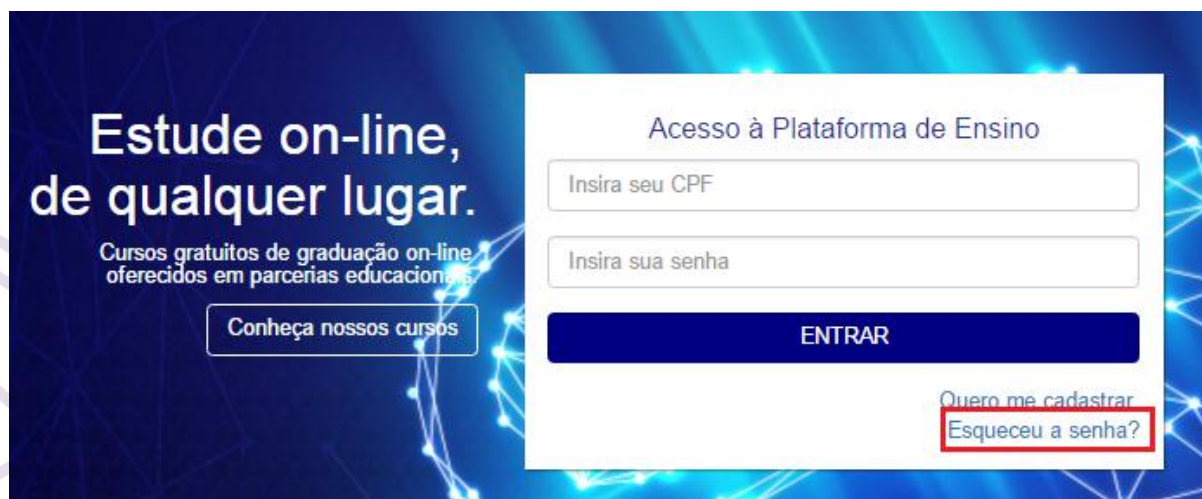 Estude on-line,
de qualquer lugar.
Cursos gratuitos de graduação on-line
oferecidos em parcerias educacionais.
Conheça nossos cursos
Acesso à Plataforma de Ensino
Insira seu CPF
Insira sua senha
ENTRAR
Quero me cadastrar
Esqueceu a senha?